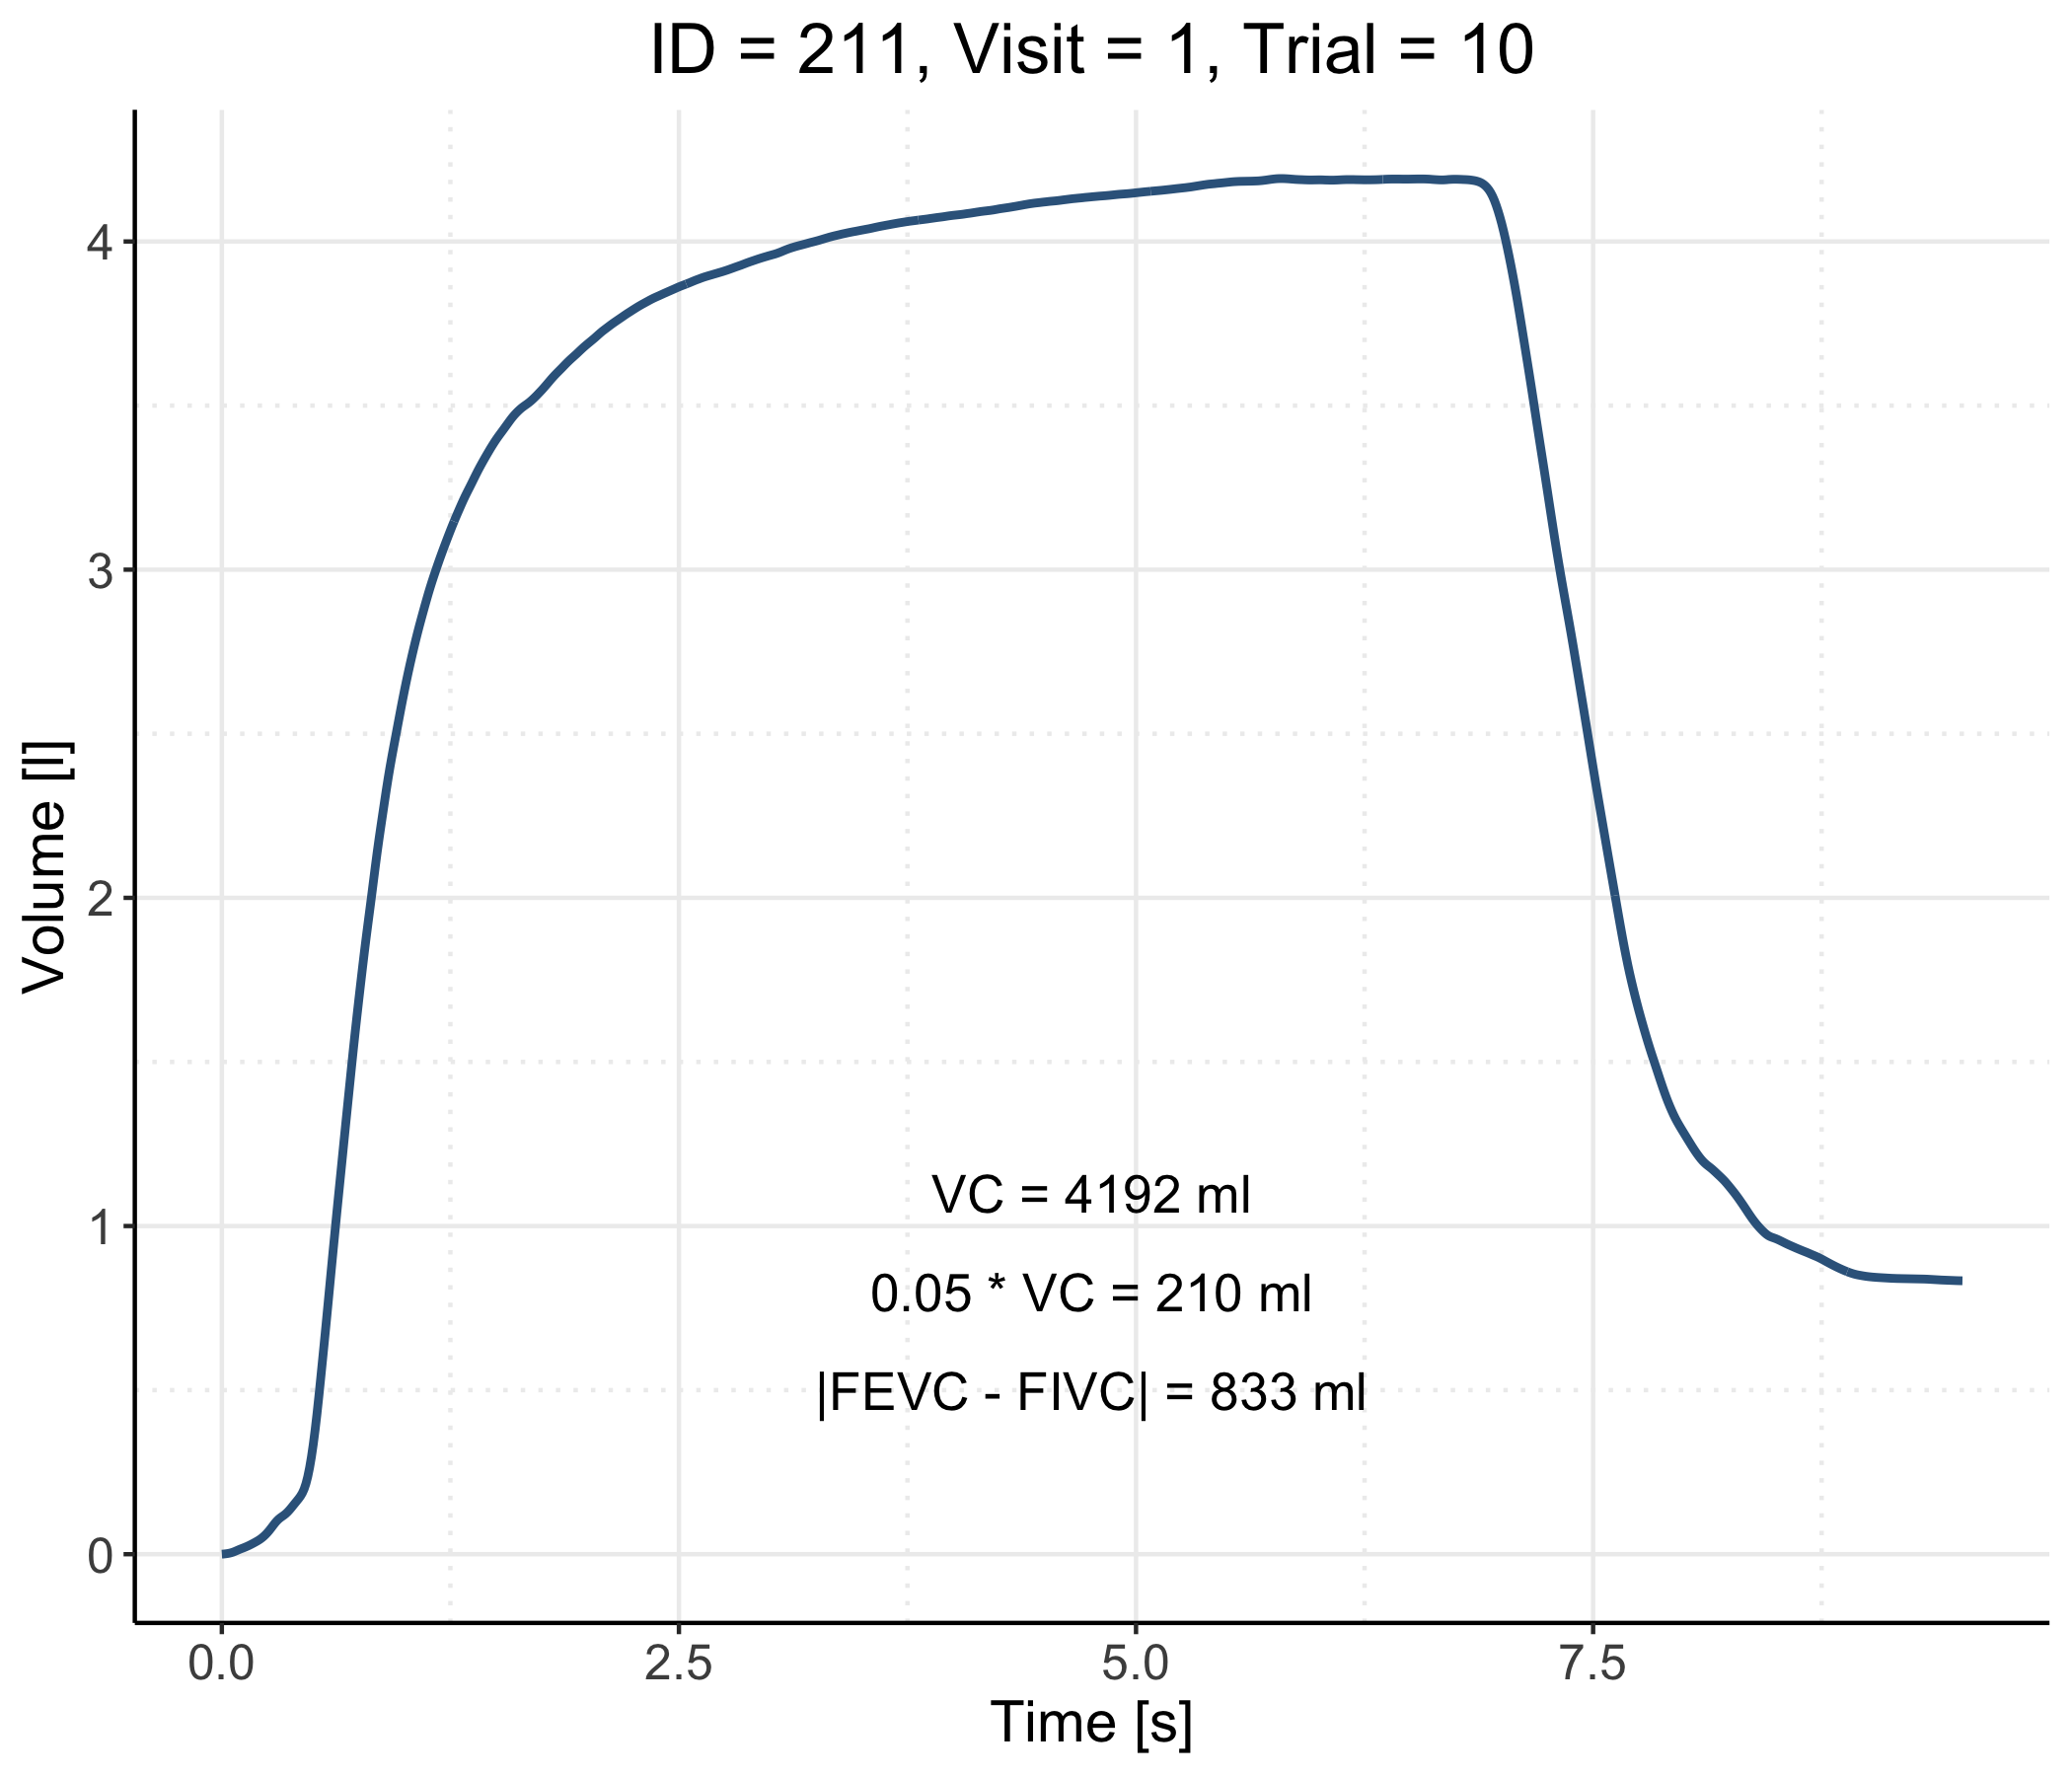 ID = 211, Visit = 1, Trial = 10
Volume [l]
4
3
2
1
0
VC = 4192 ml
0.05 * VC = 210 ml
|FEVC - FIVC| = 833 ml
0.0 2.5 5.0 7.5
Time [s]